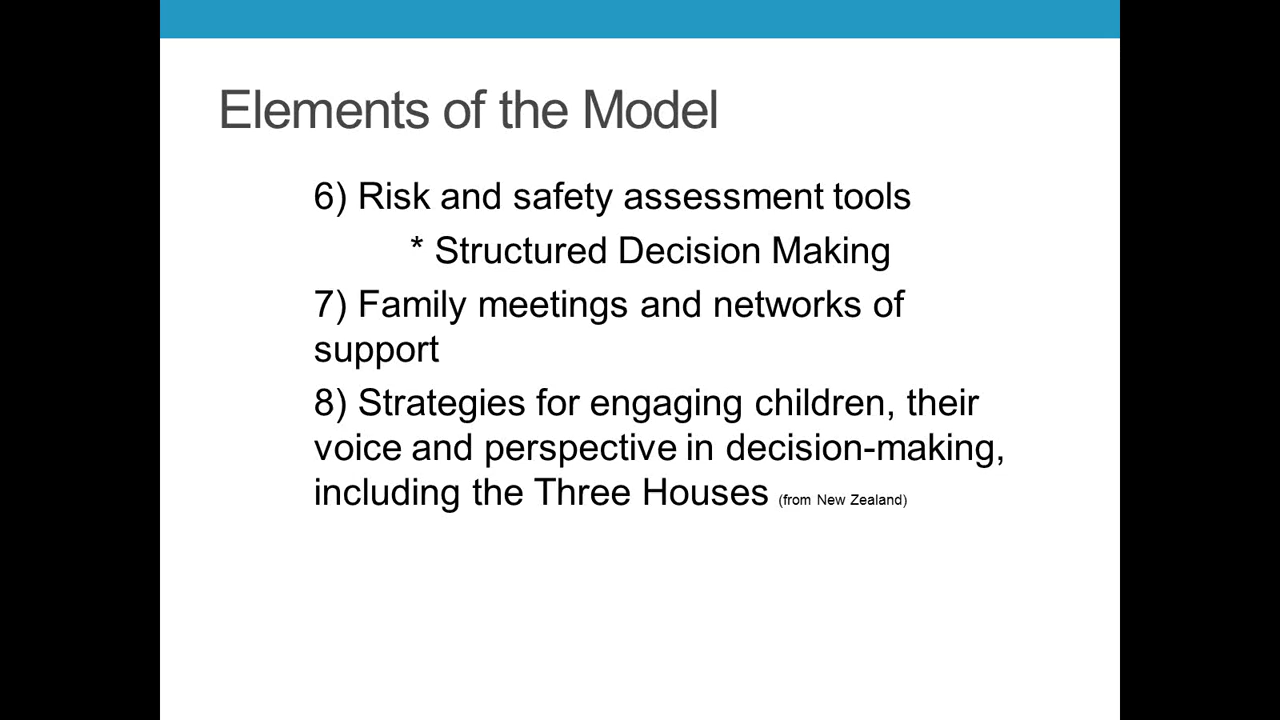 Elements of the Model
6) Risk and safety assessment tools
* Structured Decision Making
7) Family meetings and networks of
support
8) Strategies for engaging children, their
voice and perspective in decision-making,
including the Three Houses (from New Zealand)